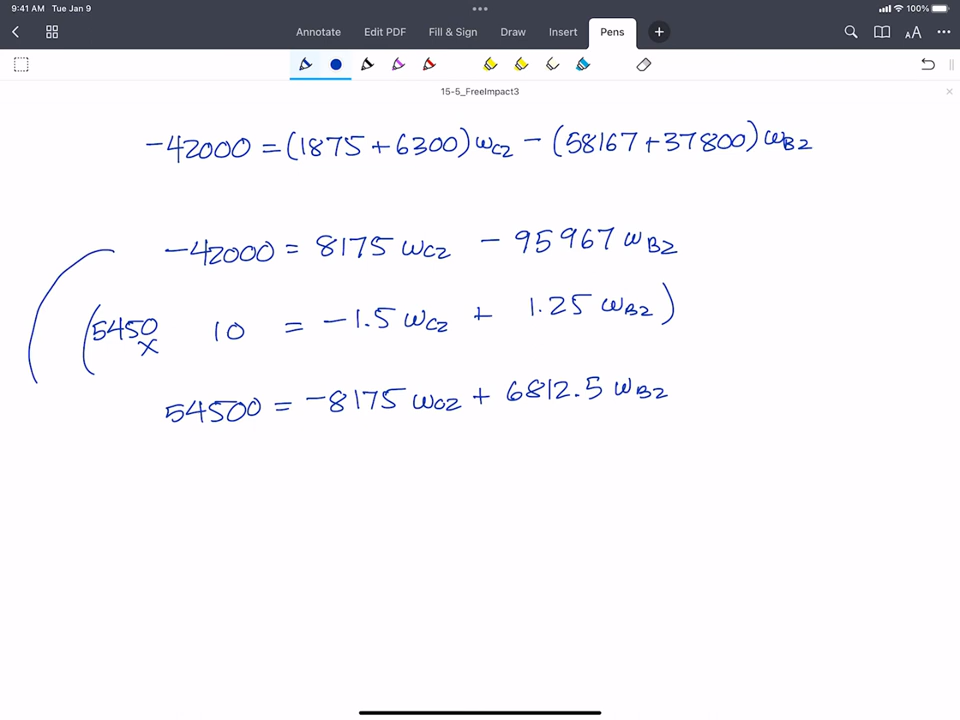 9:41 AM Tue Jan 9
100%
Annotate Edit PDF Fill & Sign Draw Insert Pens +
AA
15-5_FreeImpact3
-42000 = (1875 + 6300) ωC2 - (58167 + 37800) ωB2
-42000 = 8175 ωC2 - 95967 ωB2
(5450 x 10 = -1.5 ωC2 + 1.25 ωB2)
54500 = -8175 ωC2 + 6812.5 ωB2